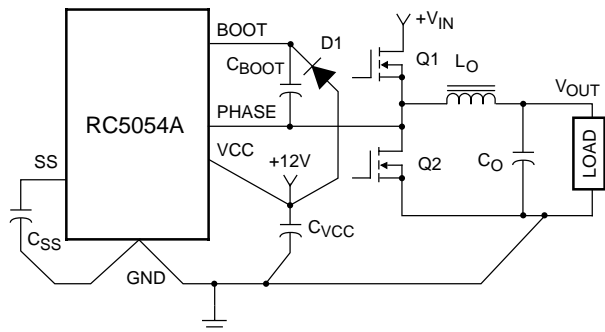 BOOT
D1
+VIN
CBOOT
Q1
LO
RC5054A
PHASE
VOUT
VCC
SS
+12V
Q2
CO
LOAD
CSS
CVCC
GND